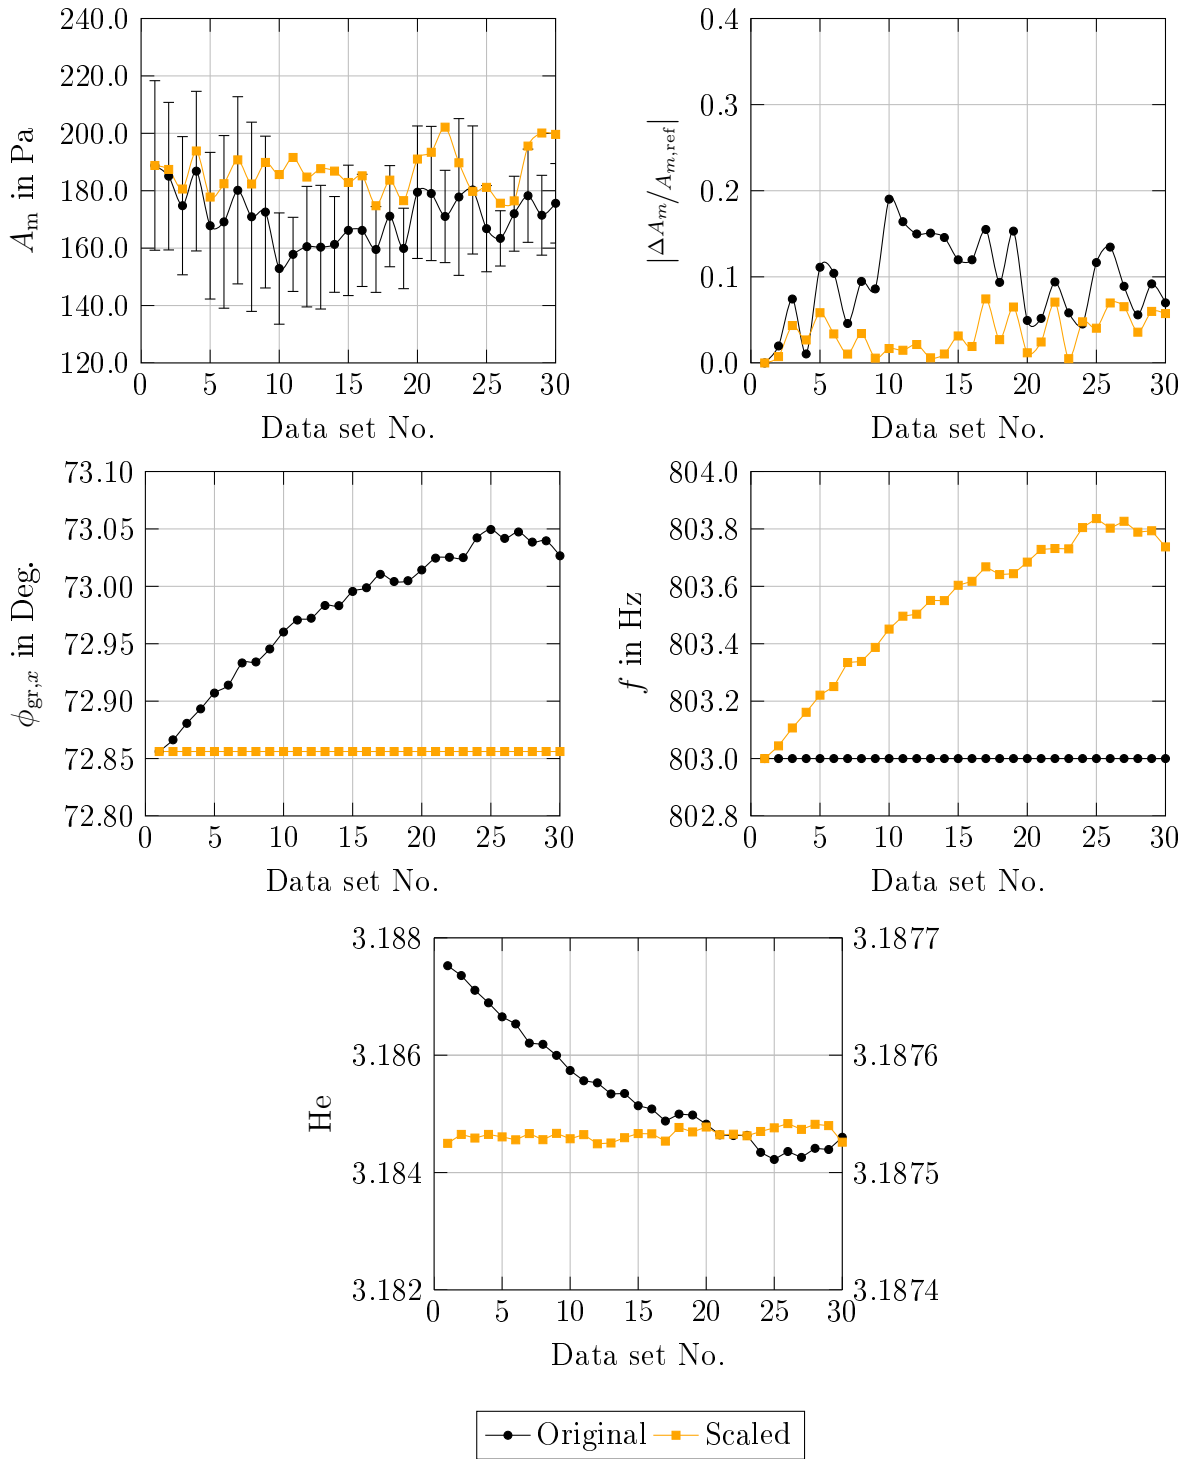 240.0
220.0
200.0
180.0
160.0
140.0
120.0
0 5 10 15 20 25 30
A_m in Pa
Data set No.
0.4
0.3
0.2
0.1
0.0
0 5 10 15 20 25 30
|ΔA_m/A_{m,ref}|
Data set No.
73.10
73.05
73.00
72.95
72.90
72.85
72.80
0 5 10 15 20 25 30
ϕ_{gr,x} in Deg.
Data set No.
804.0
803.8
803.6
803.4
803.2
803.0
802.8
0 5 10 15 20 25 30
f in Hz
Data set No.
3.188
3.186
3.184
3.182
3.1877
3.1876
3.1875
3.1874
0 5 10 15 20 25 30
He
Data set No.
Original Scaled